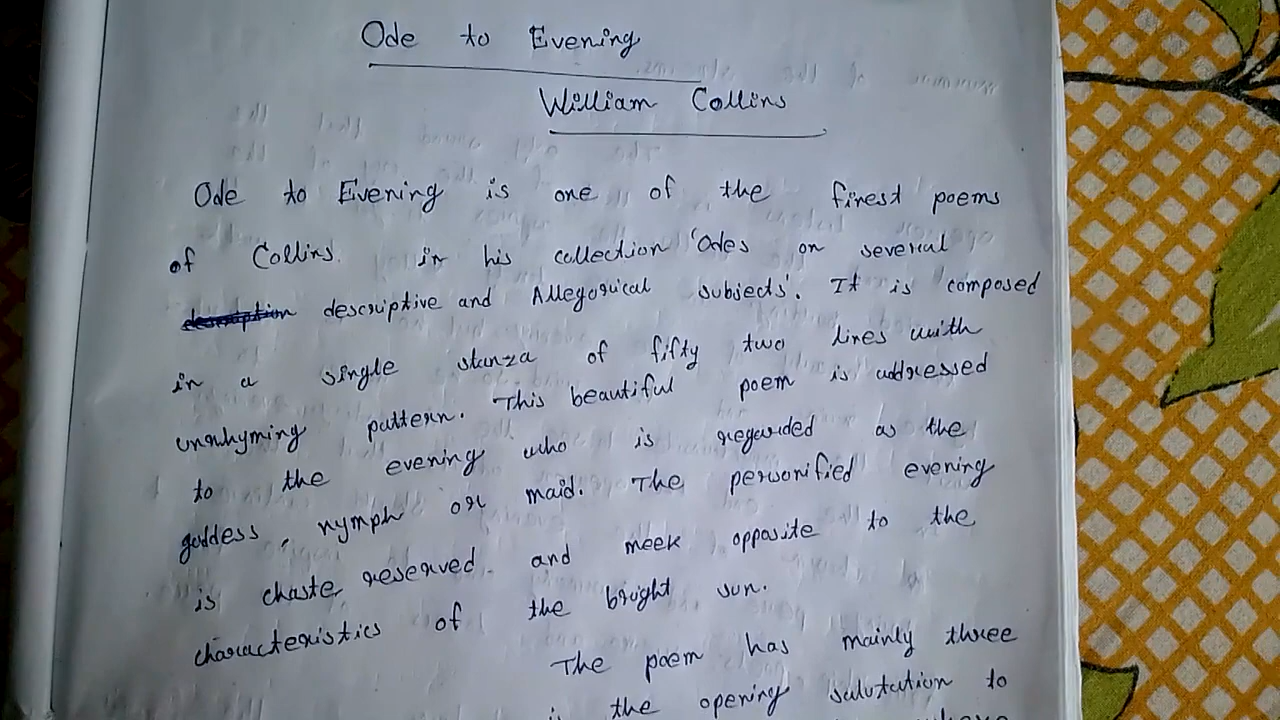 Ode to Evening
William Collins
Ode to Evening is one of the finest poems
of Collins. in his collection 'Odes on several
description descriptive and Allegorical subjects'. It is composed
in a single stanza of fifty two lines with
unrhyming pattern. This beautiful poem is addressed
to the evening who is regarded as the
goddess, nymph or maid. The personified evening
is chaste, reserved and meek opposite to the
characteristics of the bright sun.
The poem has mainly three
the opening salutation to